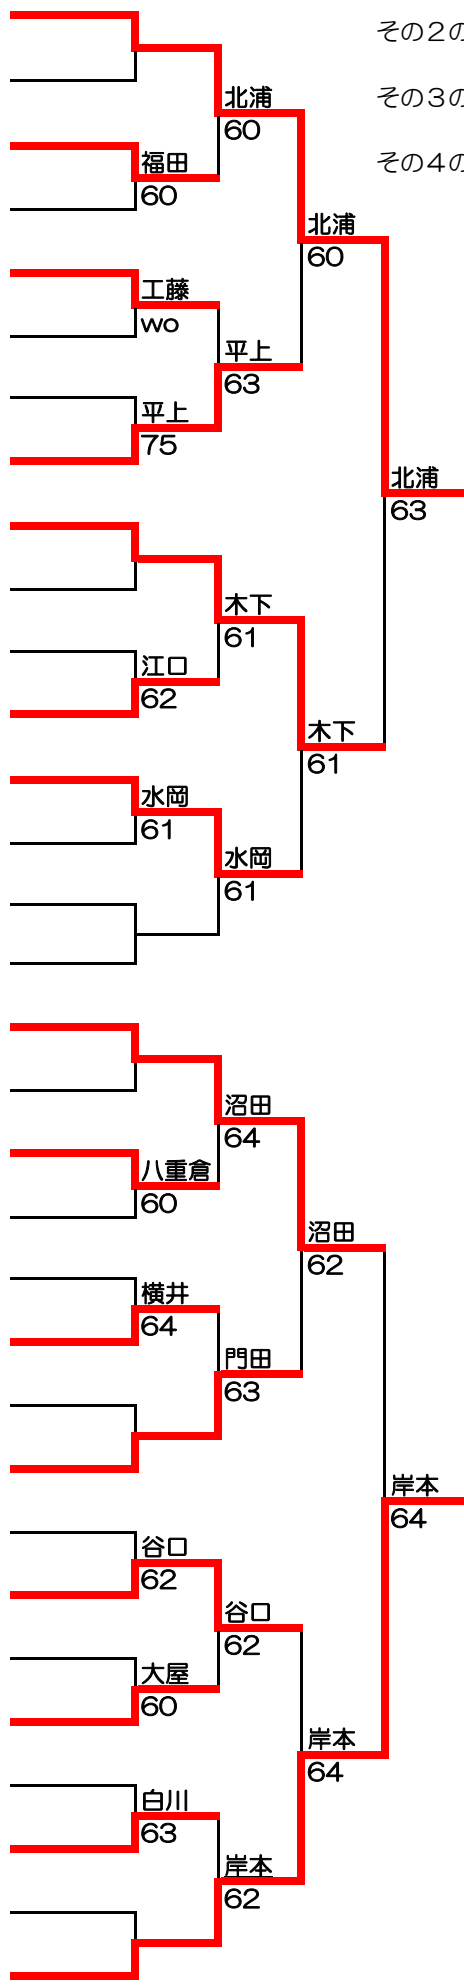 その２の
その３の
その４の
北浦
60
福田
60
北浦
60
工藤
wo
平上
63
平上
75
北浦
63
木下
61
江口
62
木下
61
水岡
61
水岡
61
沼田
64
八重倉
60
沼田
62
横井
64
門田
63
岸本
64
谷口
62
谷口
62
大屋
60
岸本
64
白川
63
岸本
62